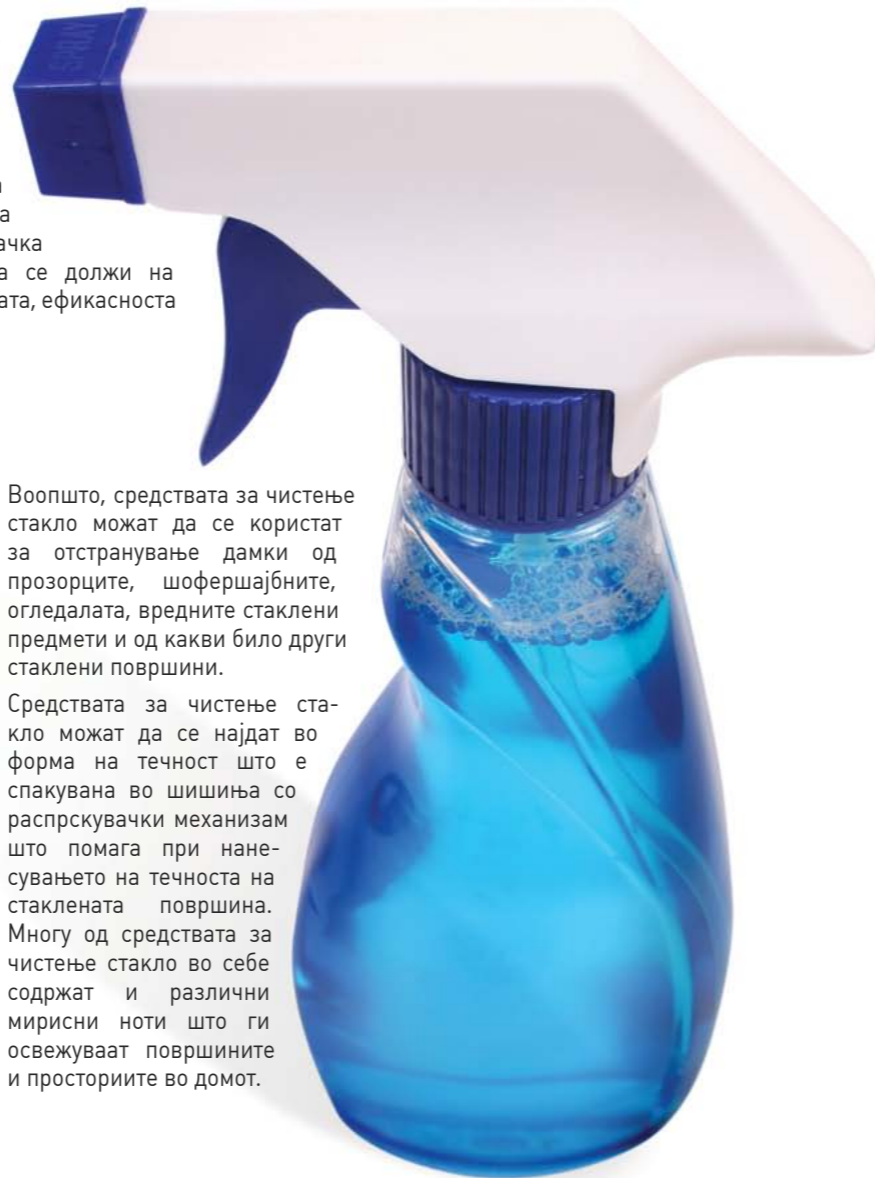 SPRAY
а се должи на
ефикасноста
Воопшто, средствата за чистење
стакло можат да се користат
за отстранување дамки од
прозорците, шофершајбните,
огледалата, вредните стаклени
предмети и од какви било други
стаклени површини.
Средствата за чистење ста-
кло можат да се најдат во
форма на течност што е
спакувана во шишиња со
распрскувачки механизам
што помага при нане-
сувањето на течноста на
стаклената површина.
Многу од средствата за
чистење стакло во себе
содржат и различни
мирисни ноти што ги
освежуваат површините
и просториите во домот.